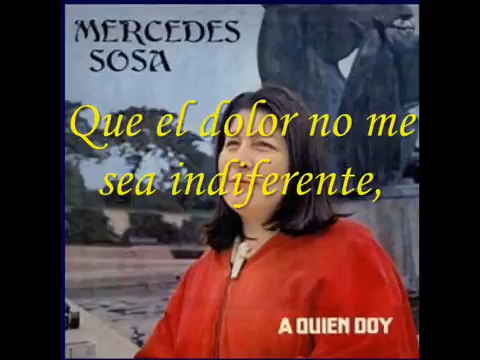 MERCEDES
SOSA
Que el dolor no me
sea indiferente,
A QUIEN DOY